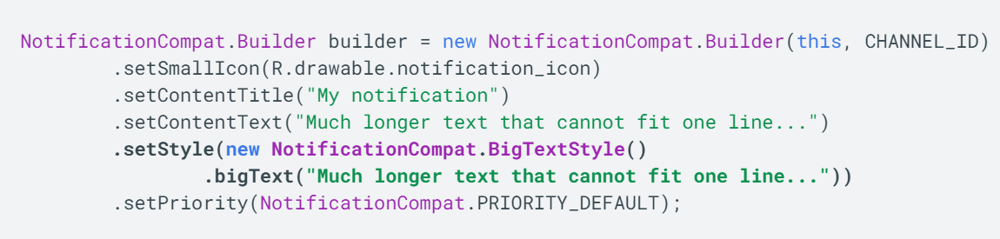 NotificationCompat.Builder builder = new NotificationCompat.Builder(this, CHANNEL_ID)
.setSmallIcon(R.drawable.notification_icon)
.setContentTitle("My notification")
.setContentText("Much longer text that cannot fit one line...")
.setStyle(new NotificationCompat.BigTextStyle()
.bigText("Much longer text that cannot fit one line..."))
.setPriority(NotificationCompat.PRIORITY_DEFAULT);